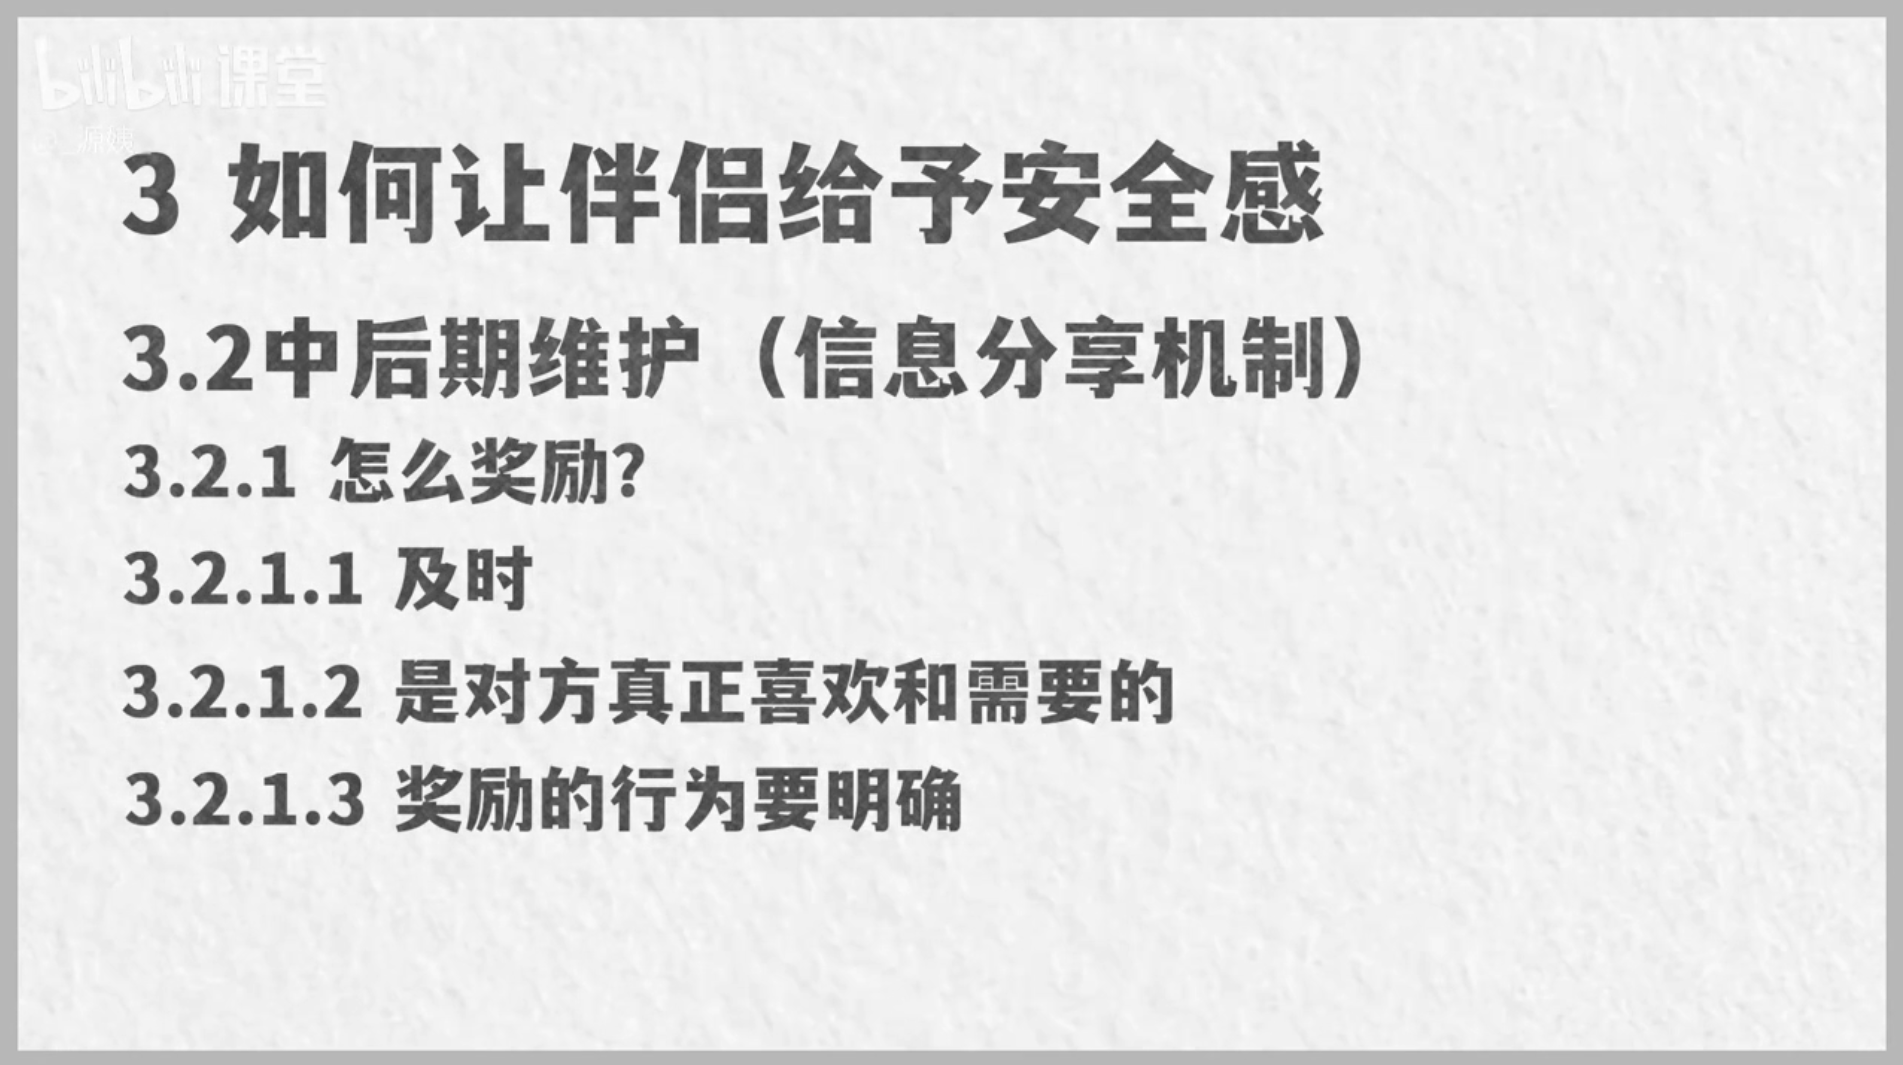 bilibili课堂
@_原姨
3 如何让伴侣给予安全感
3.2中后期维护（信息分享机制）
3.2.1 怎么奖励？
3.2.1.1 及时
3.2.1.2 是对方真正喜欢和需要的
3.2.1.3 奖励的行为要明确